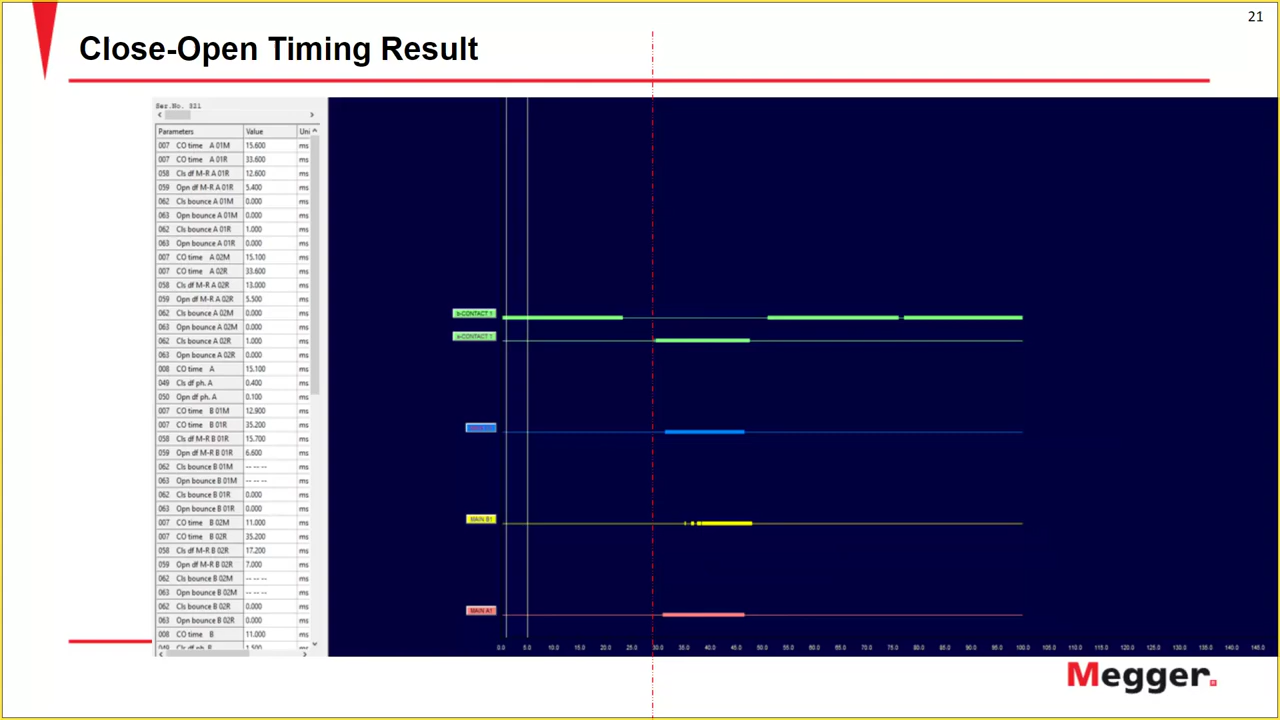 21
Close-Open Timing Result
Ser.No. 321
Parameters Value Uni
007 CO time A 01M 15.600 ms
007 CO time A 01R 33.600 ms
058 Cls df M-R A 01R 12.600 ms
059 Opn df M-R A 01R 5.400 ms
062 Cls bounce A 01M 0.000 ms
063 Opn bounce A 01M 0.000 ms
062 Cls bounce A 01R 1.000 ms
063 Opn bounce A 01R 0.000 ms
007 CO time A 02M 15.100 ms
007 CO time A 02R 33.600 ms
058 Cls df M-R A 02R 13.000 ms
059 Opn df M-R A 02R 5.500 ms
062 Cls bounce A 02M 0.000 ms
063 Opn bounce A 02M 0.000 ms
062 Cls bounce A 02R 1.000 ms
063 Opn bounce A 02R 0.000 ms
008 CO time A 15.100 ms
049 Cls df ph. A 0.400 ms
050 Opn df ph. A 0.100 ms
007 CO time B 01M 12.900 ms
007 CO time B 01R 35.200 ms
058 Cls df M-R B 01R 15.700 ms
059 Opn df M-R B 01R 6.600 ms
062 Cls bounce B 01M -- -- -- ms
063 Opn bounce B 01M -- -- -- ms
062 Cls bounce B 01R 0.000 ms
063 Opn bounce B 01R 0.000 ms
007 CO time B 02M 11.000 ms
007 CO time B 02R 35.200 ms
058 Cls df M-R B 02R 17.200 ms
059 Opn df M-R B 02R 7.000 ms
062 Cls bounce B 02M -- -- -- ms
063 Opn bounce B 02M -- -- -- ms
062 Cls bounce B 02R 0.000 ms
063 Opn bounce B 02R 0.000 ms
008 CO time B 11.000 ms
049 Cls df ph. B 1.500 ms
b-CONTACT 1
MAIN B1
MAIN A1
0.0 5.0 10.0 15.0 20.0 25.0 30.0 35.0 40.0 45.0 50.0 55.0 60.0 65.0 70.0 75.0 80.0 85.0 90.0 95.0 100.0 105.0 110.0 115.0 120.0 125.0 130.0 135.0 140.0 145.0
Megger.